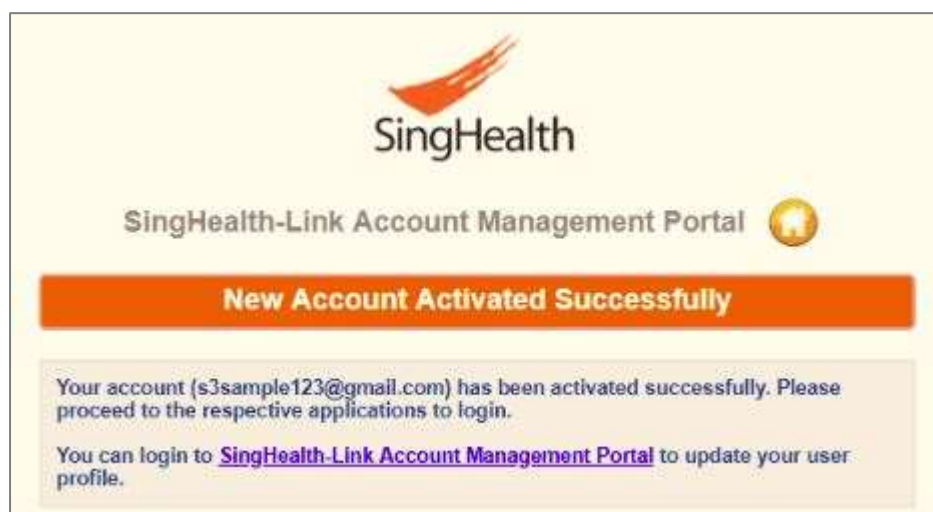 SingHealth
SingHealth-Link Account Management Portal
New Account Activated Successfully
Your account (s3sample123@gmail.com) has been activated successfully. Please
proceed to the respective applications to login.
You can login to SingHealth-Link Account Management Portal to update your user
profile.